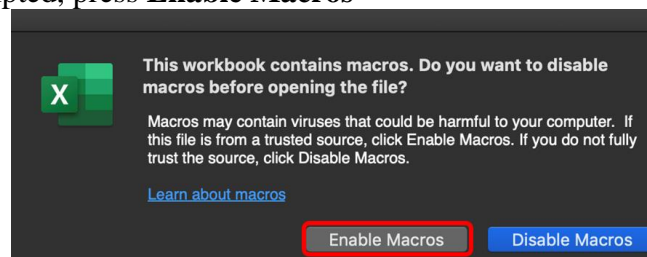 press Enable Macros
This workbook contains macros. Do you want to disable
macros before opening the file?
Macros may contain viruses that could be harmful to your computer. If
this file is from a trusted source, click Enable Macros. If you do not fully
trust the source, click Disable Macros.
Learn about macros
Enable Macros
Disable Macros